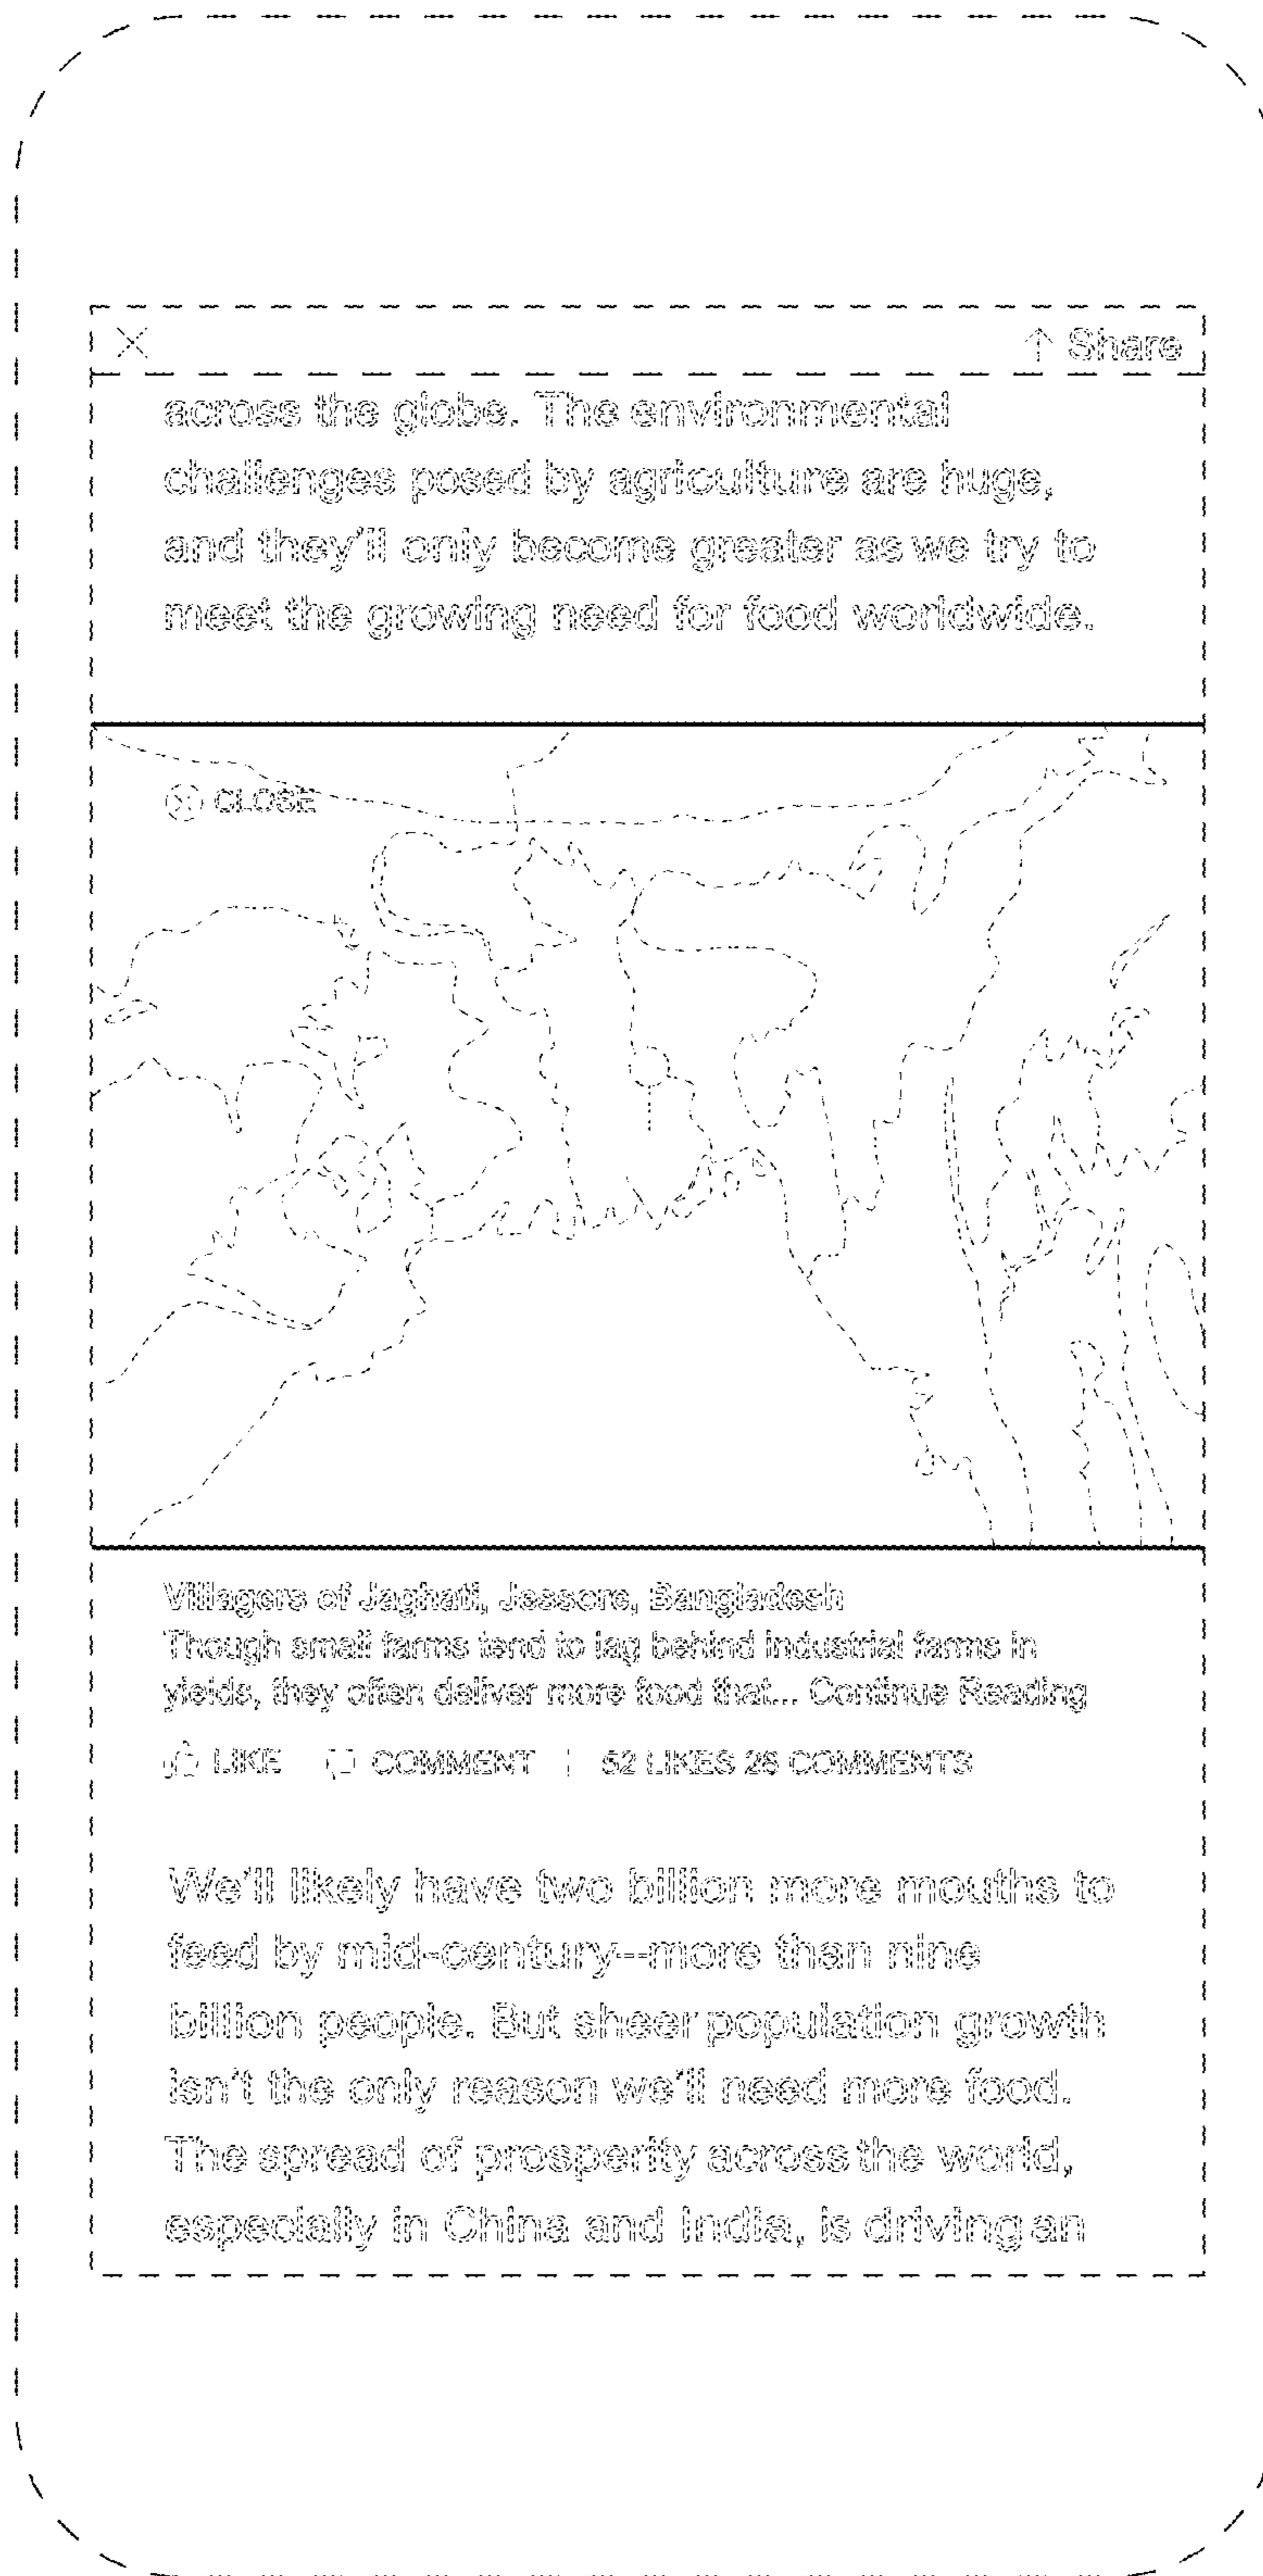 Share
across the globe. The environmental
challenges posed by agriculture are huge,
and they'll only become greater as we try to
meet the growing need for food worldwide.
CLOSE
Villagers of Jaghati, Jessore, Bangladesh
Though small farms tend to lag behind industrial farms in
yields, they often deliver more food that... Continue Reading
LIKE COMMENT | 52 LIKES 26 COMMENTS
We'll likely have two billion more mouths to
feed by mid-century--more than nine
billion people. But sheer population growth
isn't the only reason we'll need more food.
The spread of prosperity across the world,
especially in China and India, is driving an